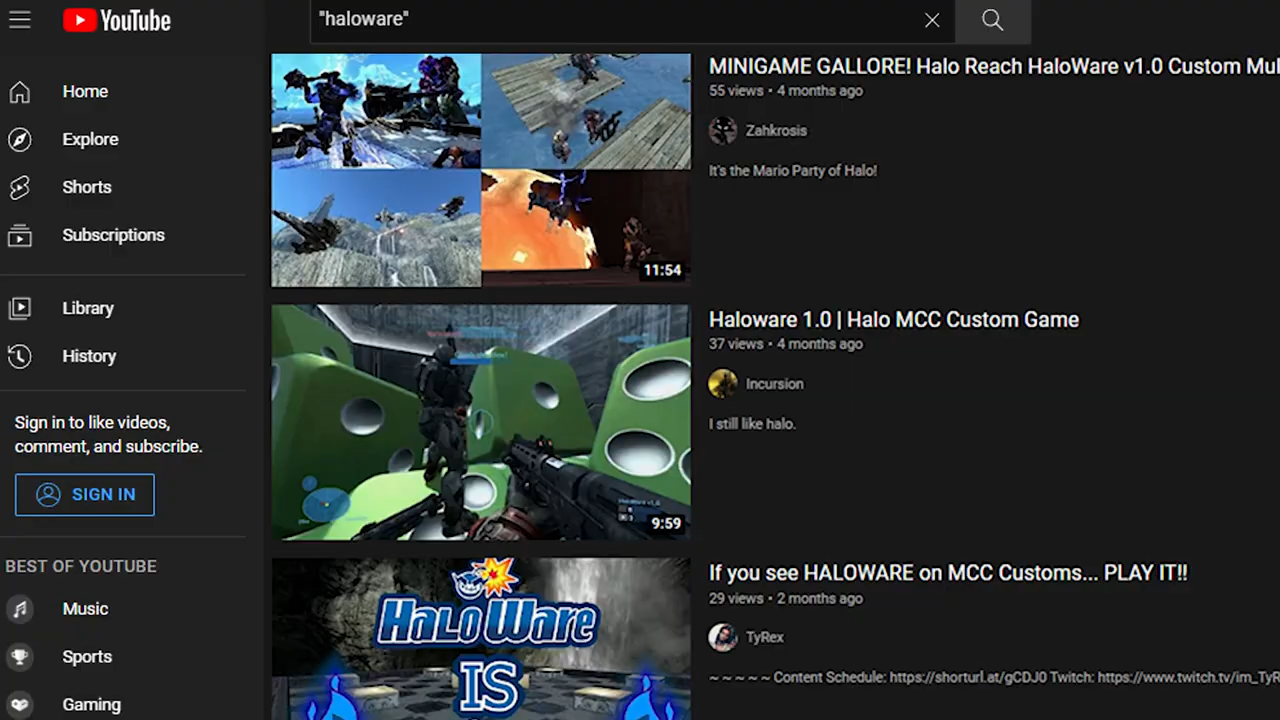 YouTube
"haloware"
Home
Explore
Shorts
Subscriptions
Library
History
Sign in to like videos,
comment, and subscribe.
SIGN IN
BEST OF YOUTUBE
Music
Sports
Gaming
11:54
MINIGAME GALLORE! Halo Reach HaloWare v1.0 Custom Mul
55 views • 4 months ago
Zahkrosis
It's the Mario Party of Halo!
9:59
Haloware 1.0 | Halo MCC Custom Game
37 views • 4 months ago
Incursion
I still like halo.
HaloWare
IS
If you see HALOWARE on MCC Customs... PLAY IT!!
29 views • 2 months ago
TyRex
~ ~ ~ ~ ~ Content Schedule: https://shorturl.at/gCDJ0 Twitch: https://www.twitch.tv/im_TyR